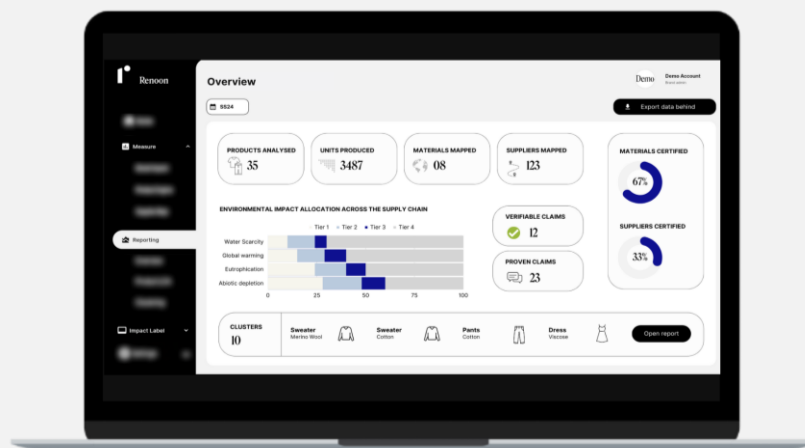 Renoon
Overview
Demo
Demo Account
SS24
Export data behind
Measure
Reporting
Impact Label
PRODUCTS ANALYSED
35
UNITS PRODUCED
3487
MATERIALS MAPPED
08
SUPPLIERS MAPPED
123
MATERIALS CERTIFIED
67%
SUPPLIERS CERTIFIED
33%
ENVIRONMENTAL IMPACT ALLOCATION ACROSS THE SUPPLY CHAIN
Tier 1 Tier 2 Tier 3 Tier 4
Water Scarcity
Global warming
Eutrophication
Abiotic depletion
0 25 50 75 100
VERIFIABLE CLAIMS
12
PROVEN CLAIMS
23
CLUSTERS
10
Sweater
Merino Wool
Sweater
Cotton
Pants
Cotton
Dress
Viscose
Open report